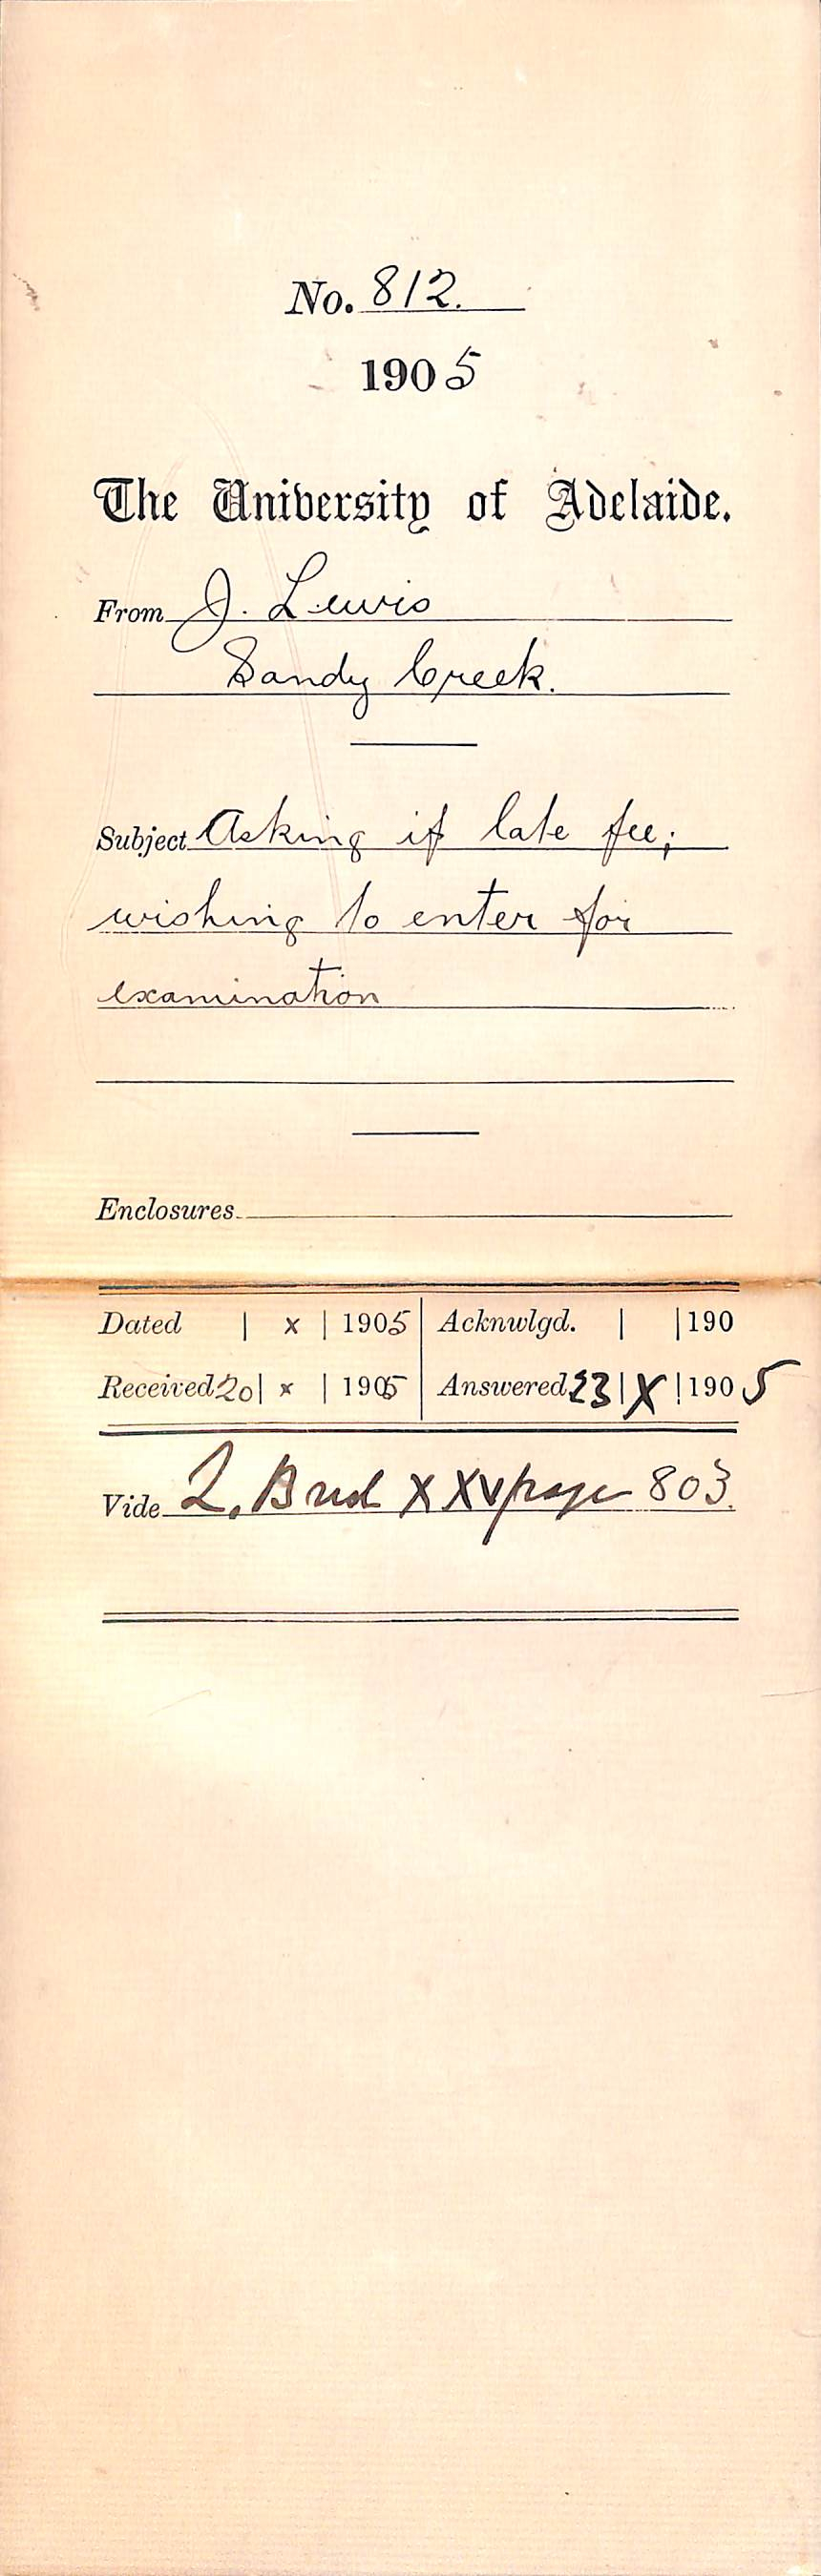 No. 812.
1905
The University of Adelaide.
From J. Lewis
Sandy Creek.
Subject Asking if late fee;
wishing to enter for
examination
Enclosures
Dated | x | 1905 Acknwlgd. | | 190
Received 20 | x | 1905 Answered 23 | X | 1905
Vide L. XXV page 803.